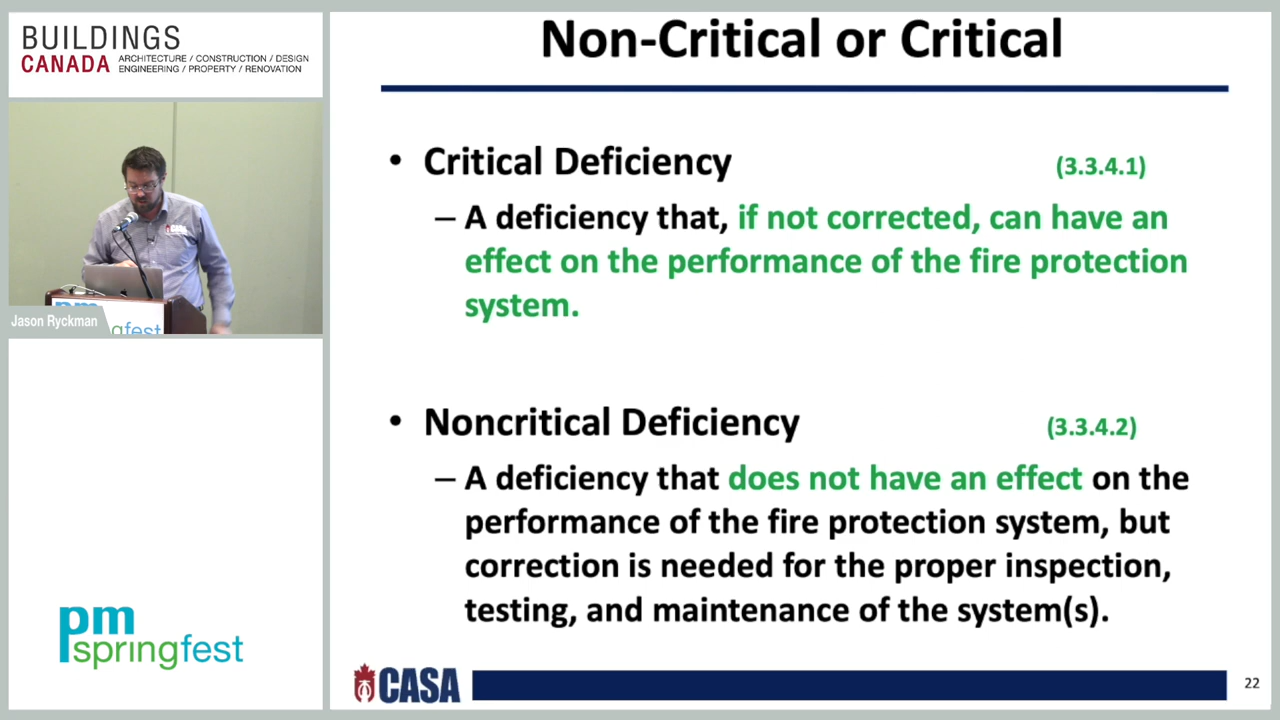 BUILDINGS
CANADA
ARCHITECTURE / CONSTRUCTION / DESIGN
ENGINEERING / PROPERTY / RENOVATION
CASA
pm
springfest
Jason Ryckman
pm
springfest
Non-Critical or Critical
• Critical Deficiency (3.3.4.1)
– A deficiency that, if not corrected, can have an
effect on the performance of the fire protection
system.
• Noncritical Deficiency (3.3.4.2)
– A deficiency that does not have an effect on the
performance of the fire protection system, but
correction is needed for the proper inspection,
testing, and maintenance of the system(s).
CASA
22